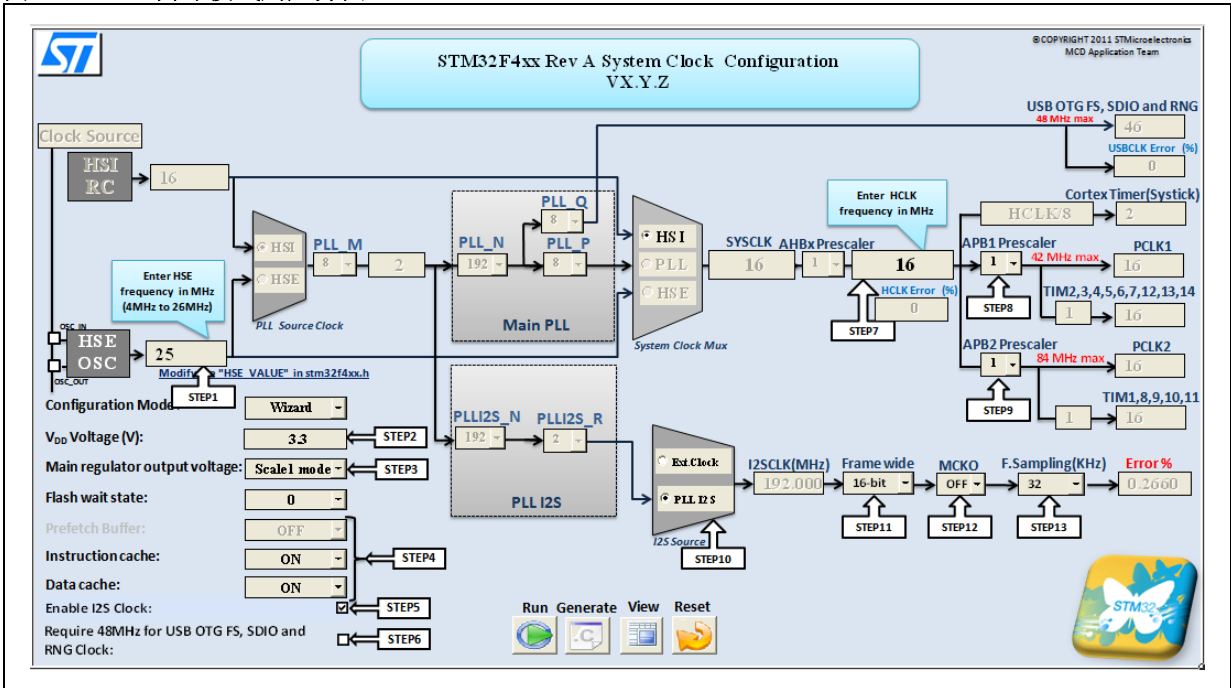 ©COPYRIGHT 2011 STMicroelectronics
MCD Application Team
STM32F4xx Rev A System Clock Configuration
VX.Y.Z
USB OTG FS, SDIO and RNG
48 MHz max
46
USBCLK Error (%)
0
Clock Source
HSI
RC
16
Enter HCLK
frequency in MHz
Cortex Timer(Systick)
HCLK/8
2
PLL_Q
8
HSI
HSE
PLL_M
8
2
PLL_N
192
PLL_P
8
Main PLL
PLL Source Clock
HSI
PLL
HSE
System Clock Mux
SYSCLK
16
AHBxPrescaler
1
16
HCLK Error (%)
0
STEP7
APB1 Prescaler
1
42 MHz max
STEP8
PCLK1
16
TIM2,3,4,5,6,7,12,13,14
1
16
APB2 Prescaler
1
84 MHz max
STEP9
PCLK2
16
TIM1,8,9,10,11
1
16
Enter HSE
frequency in MHz
(4MHz to 26MHz)
OSC_IN
HSE
OSC
OSC_OUT
25
"HSE_VALUE" in stm32f4xx.h
STEP1
Configuration Mode:
Wizard
VDD Voltage (V):
3.3
STEP2
Main regulator output voltage:
Scale1 mode
STEP3
Flash wait state:
0
Prefetch Buffer:
OFF
Instruction cache:
ON
STEP4
Data cache:
ON
Enable I2S Clock:
STEP5
Require 48MHz for USB OTG FS, SDIO and
RNG Clock:
STEP6
PLLI2S_N
192
PLLI2S_R
2
PLL I2S
Ext.Clock
PLL I2S
I2S Source
STEP10
I2SCLK(MHz)
192.000
Frame wide
16-bit
STEP11
MCKO
OFF
STEP12
F.Sampling(KHz)
32
STEP13
Error %
0.2660
Run Generate View Reset
.C
STM32